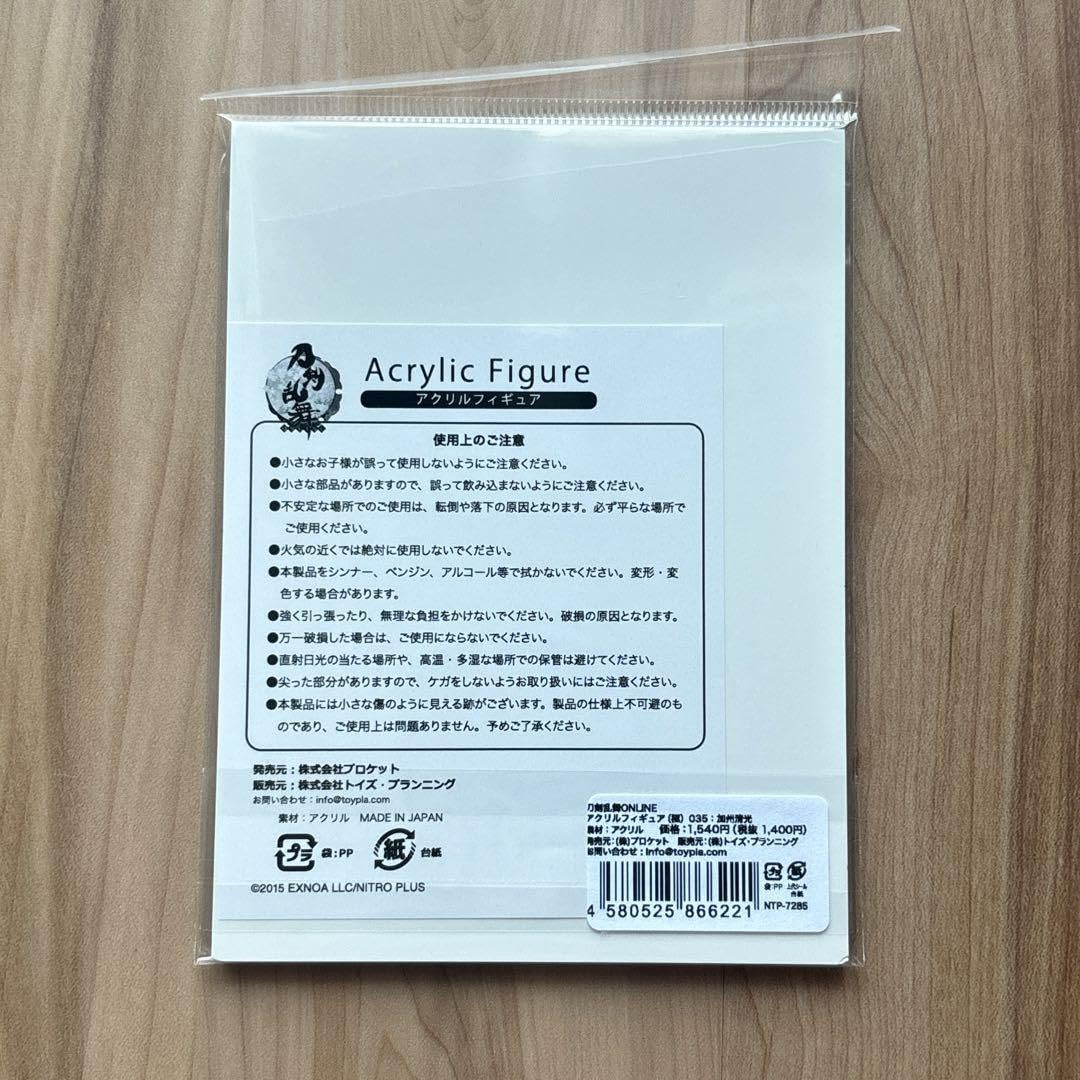 刀剣乱舞
Acrylic Figure
アクリルフィギュア
使用上のご注意
●小さなお子様が誤って使用しないようにご注意ください。
●小さな部品がありますので、誤って飲み込まないようにご注意ください。
●不安定な場所でのご使用は、転倒や落下の原因となります。必ず平らな場所で
ご使用ください。
●火気の近くでは絶対に使用しないでください。
●本製品をシンナー、ベンジン、アルコール等で拭かないでください。変形・変
色する場合があります。
●強く引っ張ったり、無理な負担をかけないでください。破損の原因となります。
●万一破損した場合は、ご使用にならないでください。
●直射日光の当たる場所や、高温・多湿な場所での保管は避けてください。
●尖った部分がありますので、ケガをしないようお取り扱いにはご注意ください。
●本製品には小さな傷のように見える跡がございます。製品の仕様上不可避のも
のであり、ご使用上は問題ありません。予めご了承ください。
発売元：株式会社プロケット
販売元：株式会社トイズ・プランニング
お問い合わせ：info@toypla.com
素材：アクリル MADE IN JAPAN
プラ 袋：PP 紙 台紙
©2015 EXNOA LLC/NITRO PLUS
刀剣乱舞ONLINE
アクリルフィギュア（極）035：加州清光
素材：アクリル 価格：1,540円（税抜 1,400円）
発売元：(株)プロケット 販売元：(株)トイズ・プランニング
お問い合わせ：info@toypla.com
プラ 紙
袋：PP 上代シール
台紙
4 580525 866221
NTP-7285